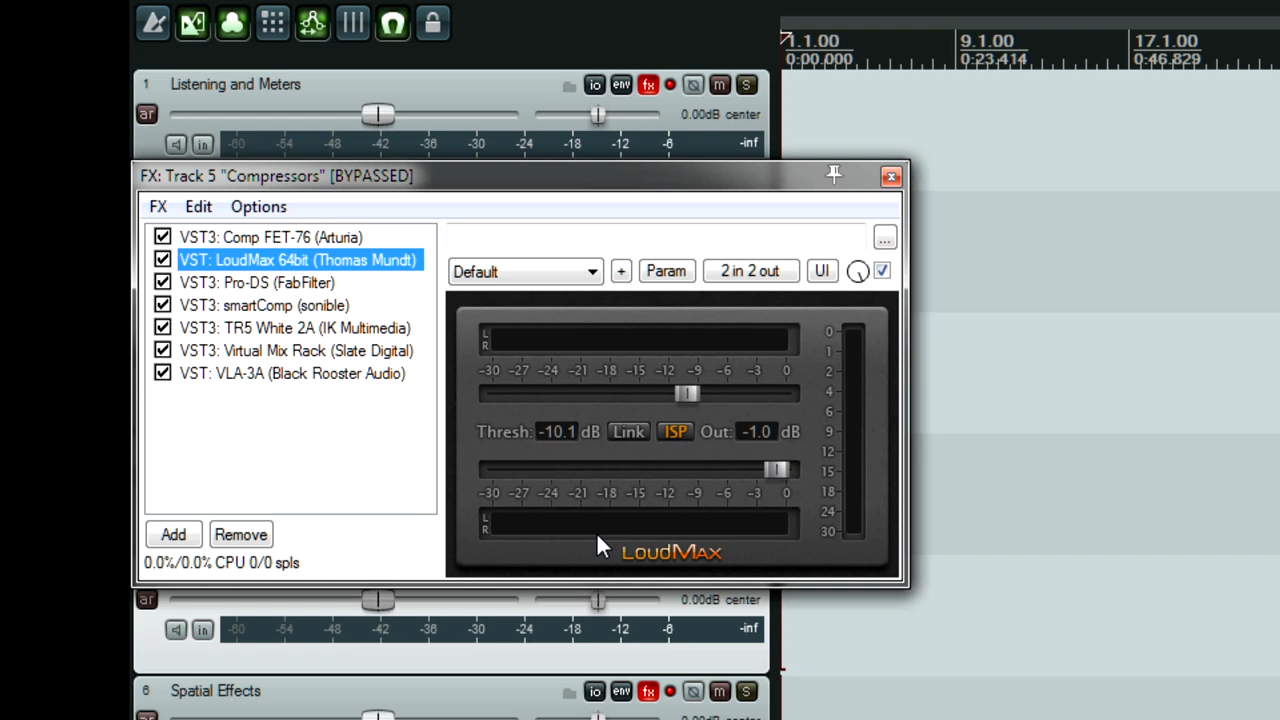 1.1.00 9.1.00 17.1.00
0:00.000 0:23.414 0:46.829
1 Listening and Meters io env fx m S
ar 0.00dB center
in -60 -54 -48 -42 -36 -30 -24 -18 -12 -6 -inf
FX: Track 5 "Compressors" [BYPASSED]
FX Edit Options
VST3: Comp FET-76 (Arturia)
VST: LoudMax 64bit (Thomas Mundt)
VST3: Pro-DS (FabFilter)
VST3: smartComp (sonible)
VST3: TR5 White 2A (IK Multimedia)
VST3: Virtual Mix Rack (Slate Digital)
VST: VLA-3A (Black Rooster Audio)
Add Remove
0.0%/0.0% CPU 0/0 spls
...
Default + Param 2 in 2 out UI
L
R
-30 -27 -24 -21 -18 -15 -12 -9 -6 -3 0
Thresh: -10.1 dB Link ISP Out: -1.0 dB
-30 -27 -24 -21 -18 -15 -12 -9 -6 -3 0
L
R
LoudMax
0
1
2
4
6
9
12
15
18
24
30
ar 0.00dB center
in -60 -54 -48 -42 -36 -30 -24 -18 -12 -6 -inf
6 Spatial Effects io env fx m S
ar